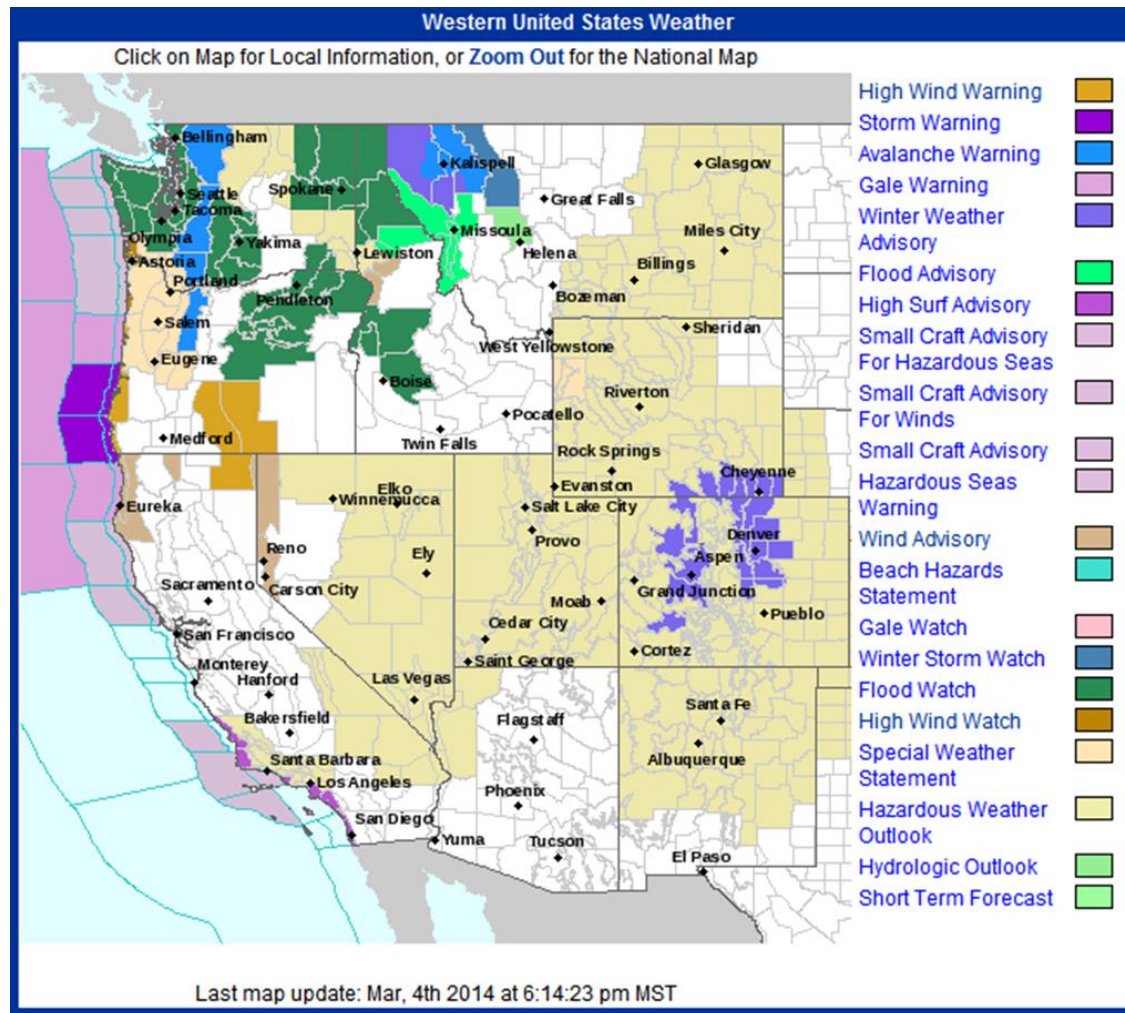 Western United States Weather
Click on Map for Local Information, or Zoom Out for the National Map
High Wind Warning
Storm Warning
Avalanche Warning
Gale Warning
Winter Weather
Advisory
Flood Advisory
High Surf Advisory
Small Craft Advisory
For Hazardous Seas
Small Craft Advisory
For Winds
Small Craft Advisory
Hazardous Seas
Warning
Wind Advisory
Beach Hazards
Statement
Gale Watch
Winter Storm Watch
Flood Watch
High Wind Watch
Special Weather
Statement
Hazardous Weather
Outlook
Hydrologic Outlook
Short Term Forecast
Bellingham
Kalispell
Glasgow
Seattle
Spokane
Great Falls
Tacoma
Olympia
Yakima
Missoula
Helena
Miles City
Astoria
Lewiston
Billings
Portland
Pendleton
Bozeman
Salem
Sheridan
West Yellowstone
Eugene
Boise
Riverton
Pocatello
Medford
Twin Falls
Rock Springs
Cheyenne
Evanston
Elko
Winnemucca
Eureka
Salt Lake City
Provo
Denver
Reno
Ely
Aspen
Carson City
Grand Junction
Sacramento
Moab
Pueblo
Cedar City
San Francisco
Saint George
Cortez
Monterey
Hanford
Las Vegas
Santa Fe
Flagstaff
Bakersfield
Albuquerque
Santa Barbara
Los Angeles
Phoenix
San Diego
Yuma
Tucson
El Paso
Last map update: Mar, 4th 2014 at 6:14:23 pm MST